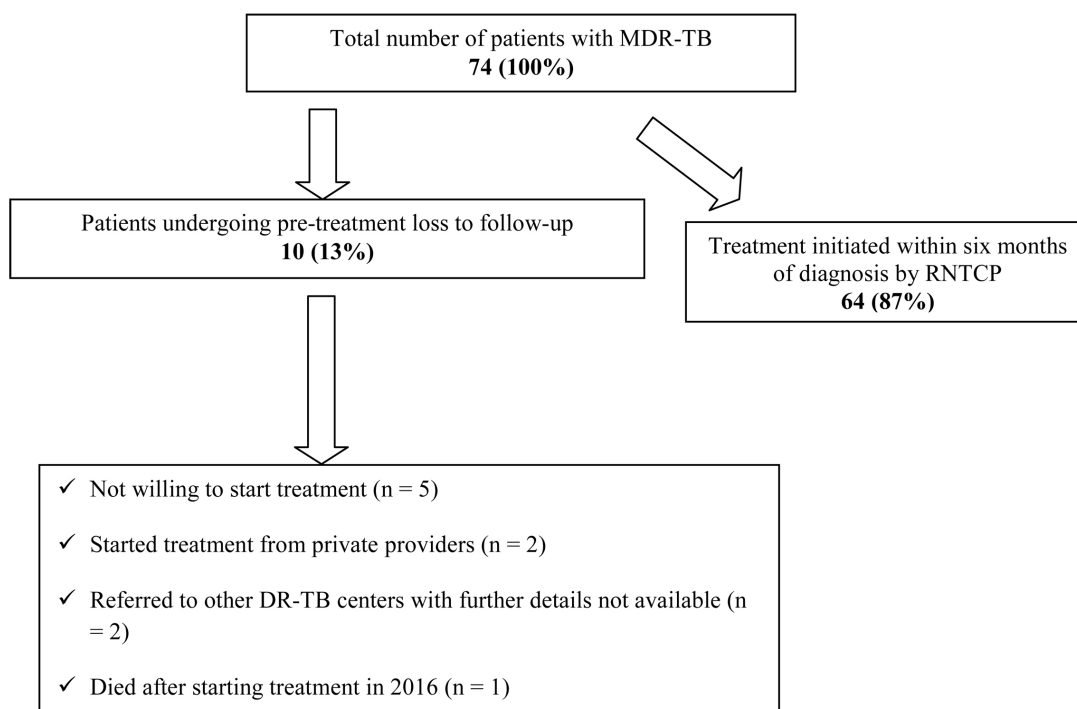 Total number of patients with MDR-TB
74 (100%)
Patients undergoing pre-treatment loss to follow-up
10 (13%)
Treatment initiated within six months
of diagnosis by RNTCP
64 (87%)
✓ Not willing to start treatment (n = 5)
✓ Started treatment from private providers (n = 2)
✓ Referred to other DR-TB centers with further details not available (n
= 2)
✓ Died after starting treatment in 2016 (n = 1)